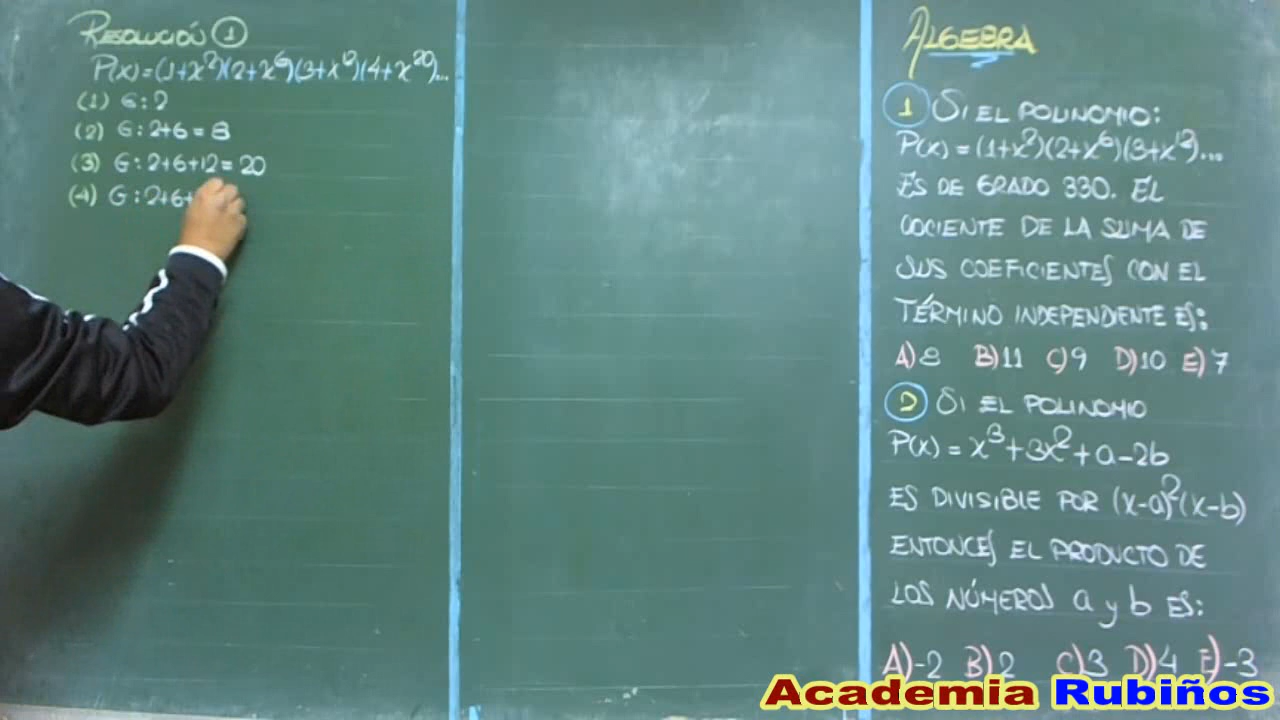 RESOLUCIÓN 1
P(x)=(1+x²)(2+x⁶)(3+x¹²)(4+x²⁰)...
(1) G:2
(2) G:2+6=8
(3) G:2+6+12=20
(4) G:2+6+
ALGEBRA
1 SI EL POLINOMIO:
P(x)=(1+x²)(2+x⁶)(3+x¹²)...
ES DE GRADO 330. EL
COCIENTE DE LA SUMA DE
SUS COEFICIENTES CON EL
TÉRMINO INDEPENDIENTE ES:
A) 8 B) 11 C) 9 D) 10 E) 7
2 SI EL POLINOMIO
P(x)=x³+3x²+a-2b
ES DIVISIBLE POR (x-a)²(x-b)
ENTONCES EL PRODUCTO DE
LOS NÚMEROS a y b ES:
A) -2 B) 2 C) 3 D) 4 E) -3
Academia Rubiños